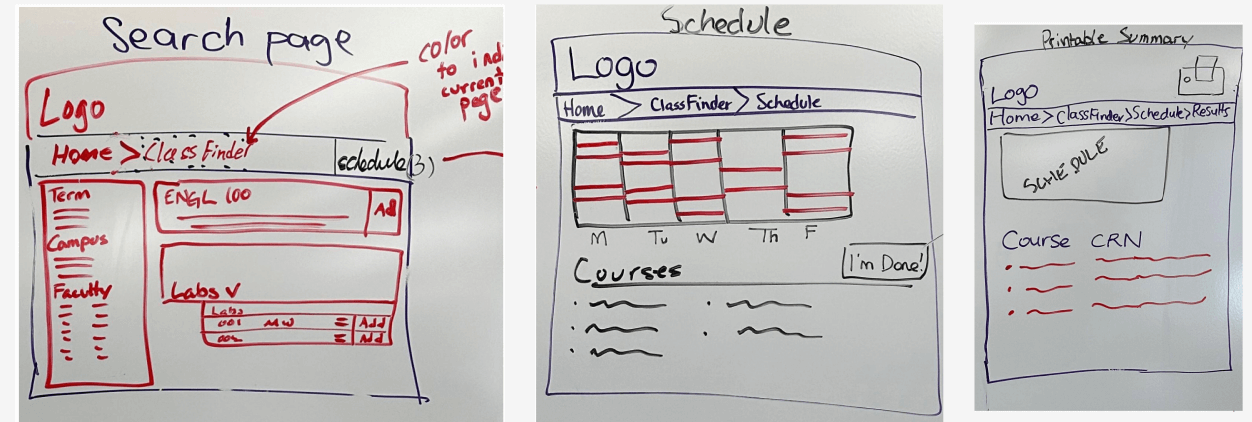 Search page
color
to ind
current
page
Logo
Home > Class Finder
schedule(3)
Term
Campus
Faculty
ENGL 100
Ad
Labs v
Labs
001 MW Add
002 Add
Schedule
Logo
Home > ClassFinder > Schedule
M Tu W Th F
I'm Done!
Courses
Printable Summary
Logo
Home > ClassFinder > Schedule > Results
SCHEDULE
Course CRN